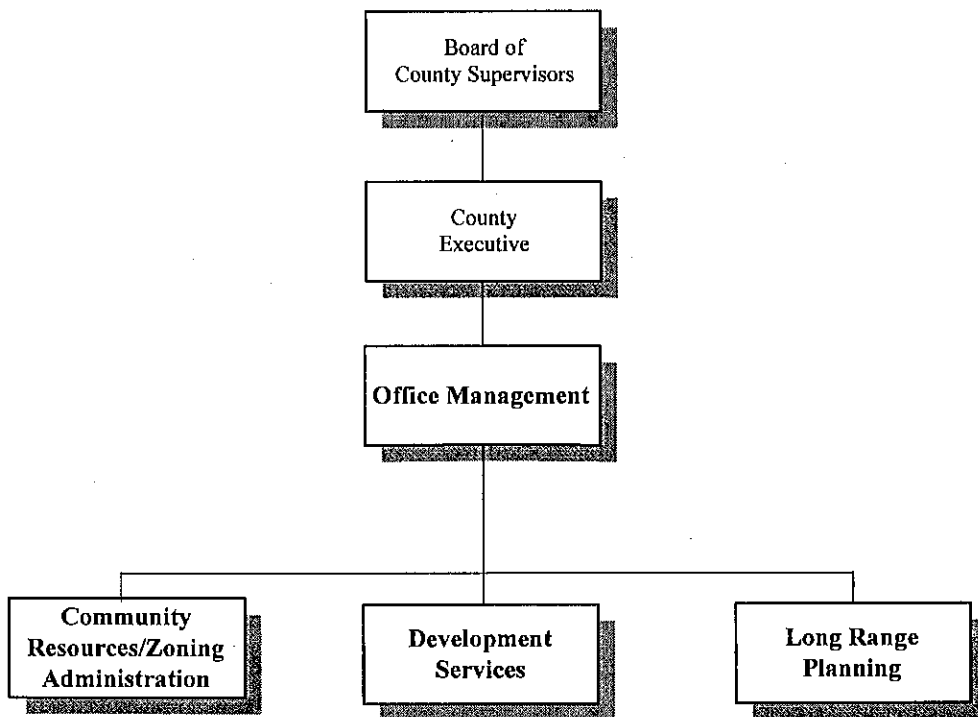 Board of
County Supervisors
County
Executive
Office Management
Community
Resources/Zoning
Administration
Development
Services
Long Range
Planning